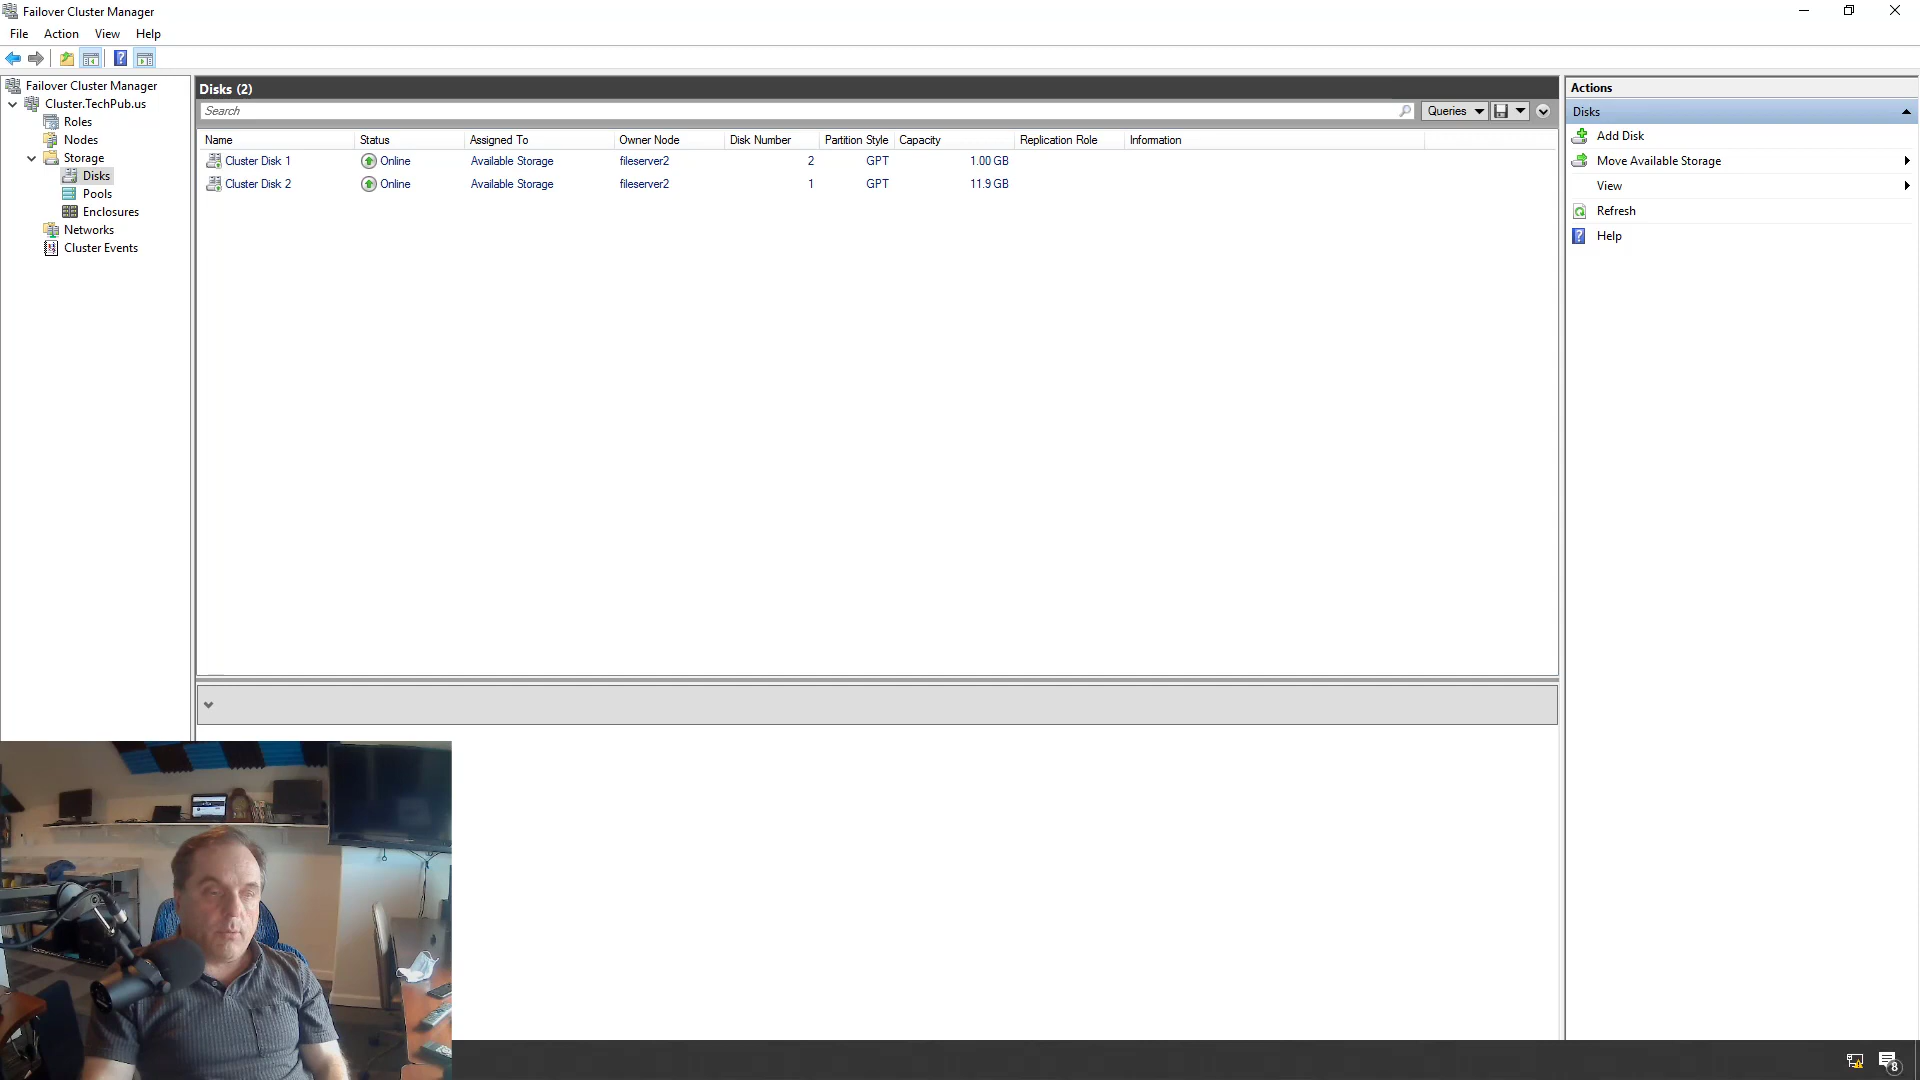 Failover Cluster Manager
File Action View Help
Failover Cluster Manager
Cluster.TechPub.us
Roles
Nodes
Storage
Disks
Pools
Enclosures
Networks
Cluster Events
Disks (2)
Search
Queries
Name Status Assigned To Owner Node Disk Number Partition Style Capacity Replication Role Information
Cluster Disk 1 Online Available Storage fileserver2 2 GPT 1.00 GB
Cluster Disk 2 Online Available Storage fileserver2 1 GPT 11.9 GB
Actions
Disks
Add Disk
Move Available Storage
View
Refresh
Help
8